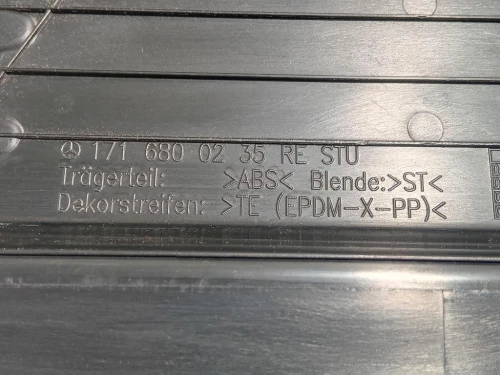 171 680 02 35 RE STU
Trägerteil: >ABS< Blende:>ST<
Dekorstreifen: >TE (EPDM-X-PP)<